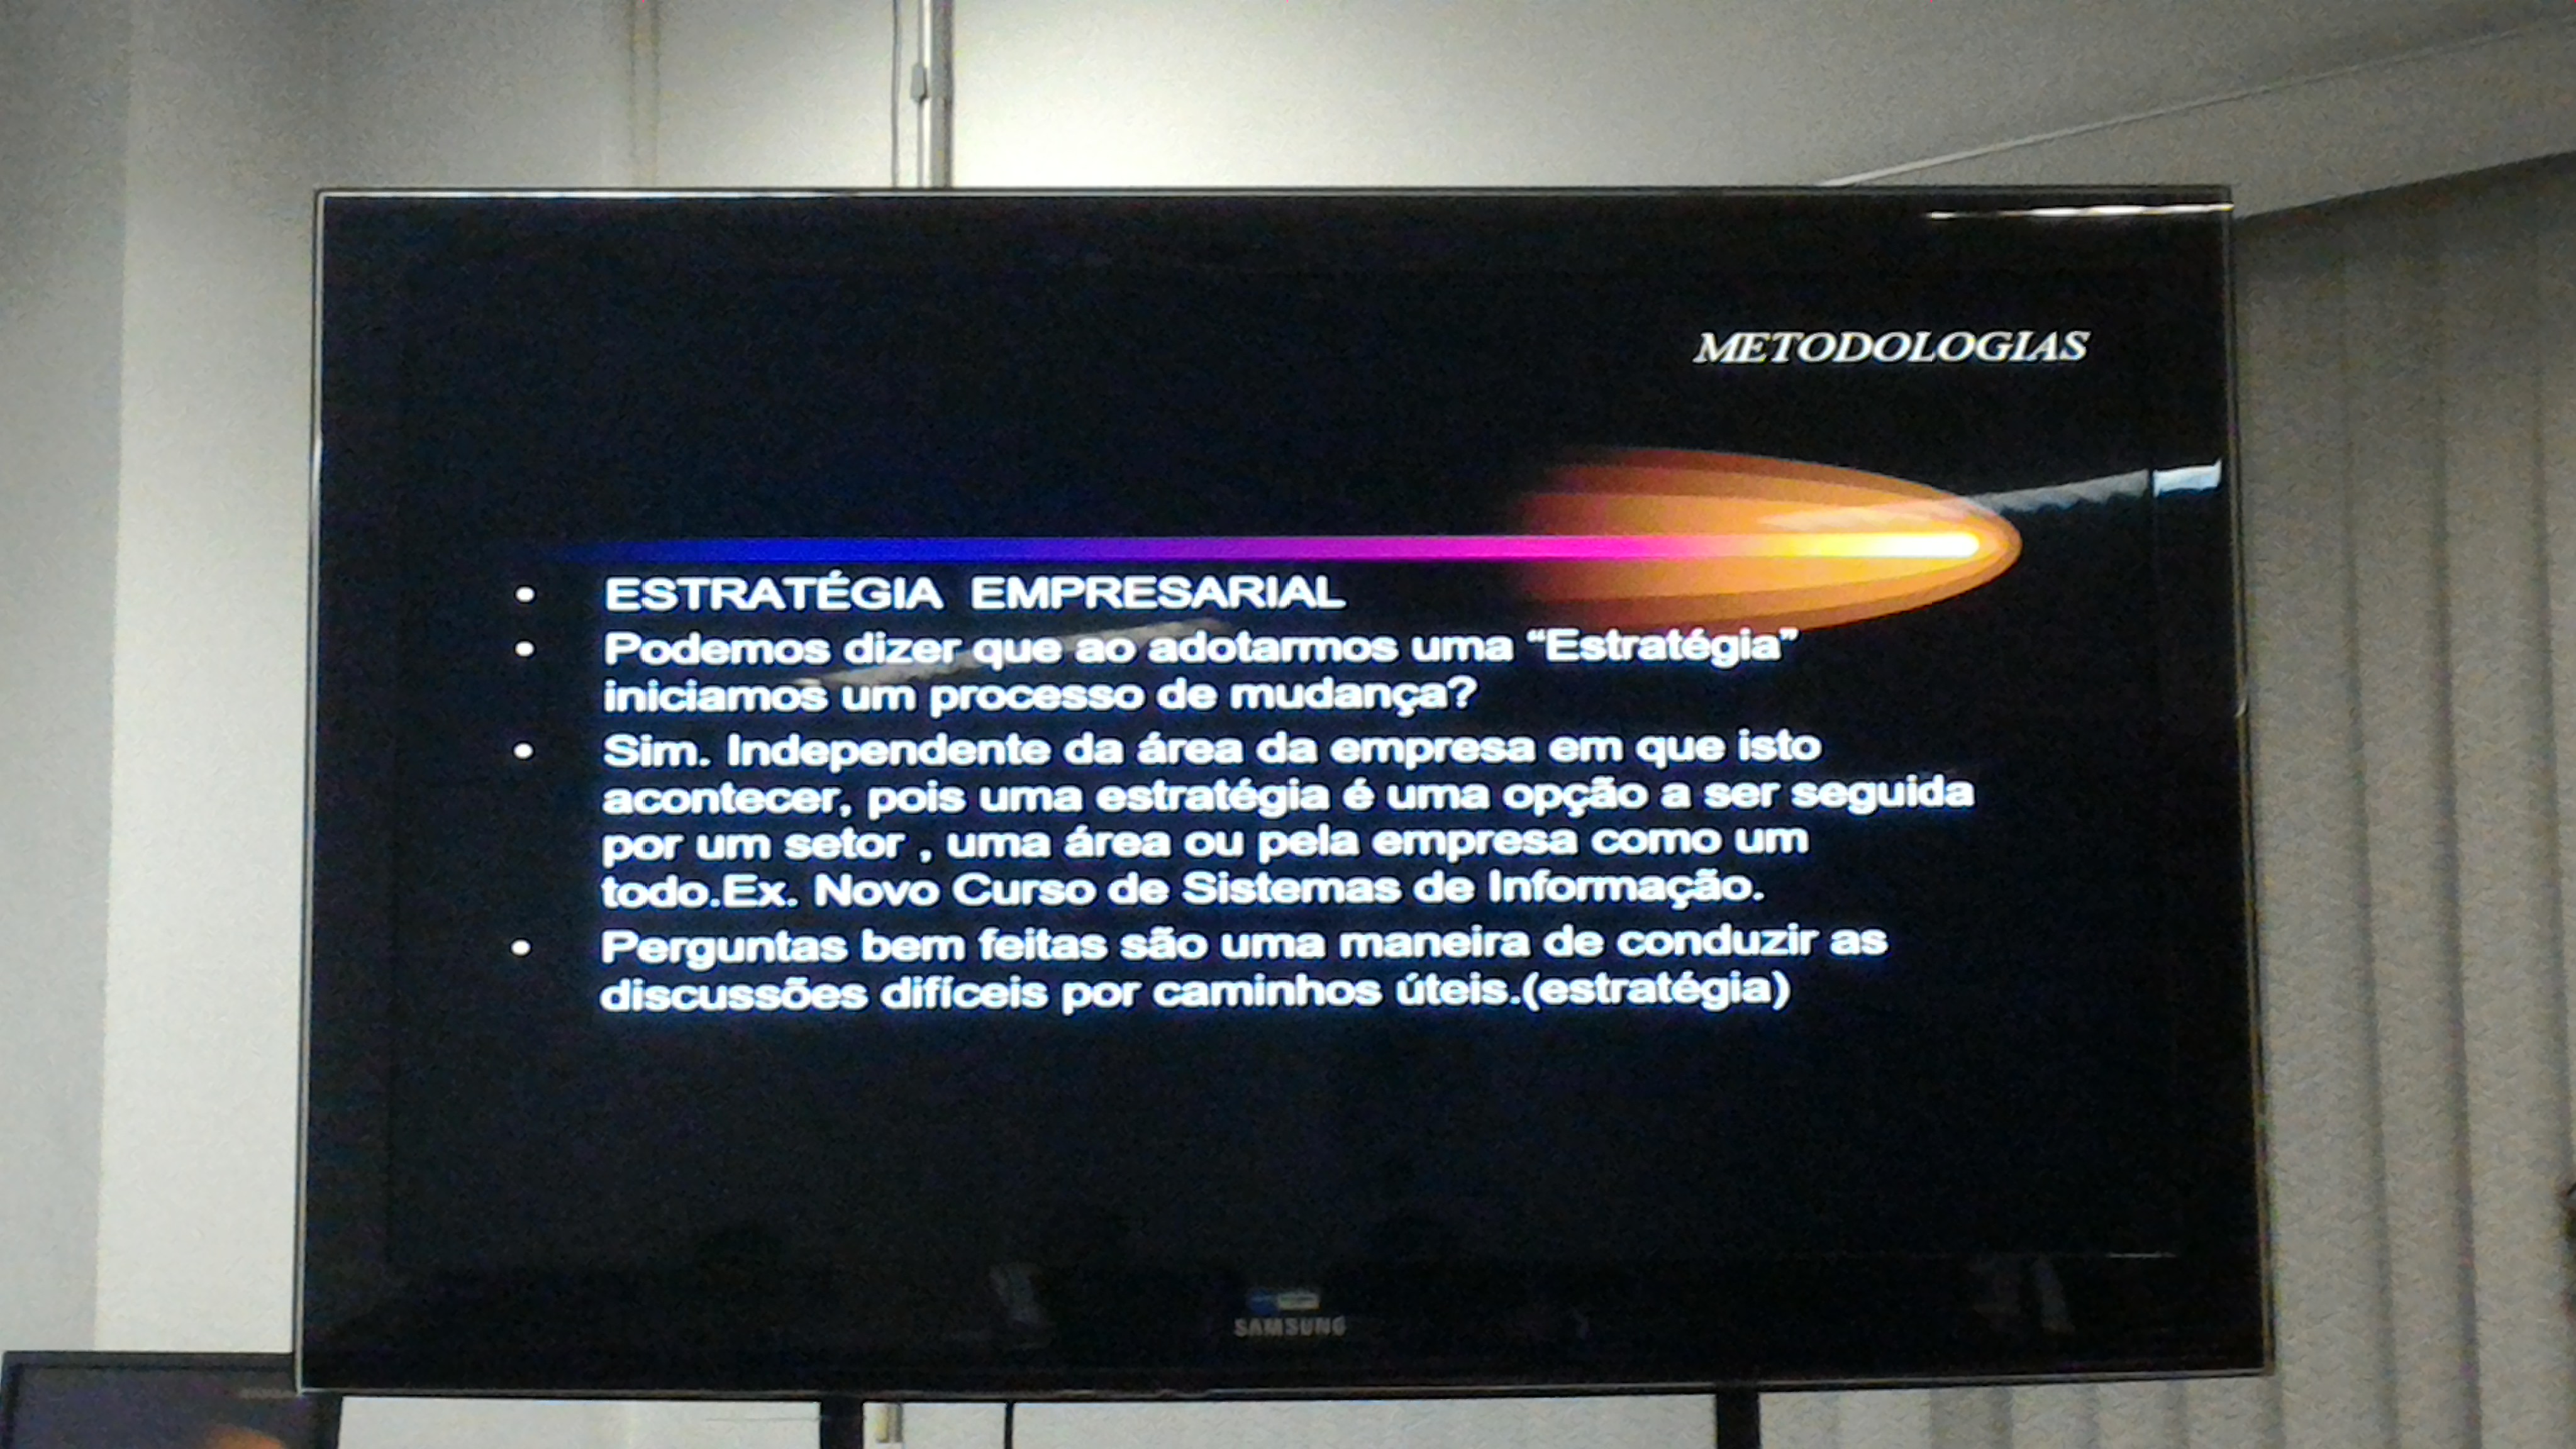 METODOLOGIAS
• ESTRATÉGIA EMPRESARIAL
• Podemos dizer que ao adotarmos uma “Estratégia”
iniciamos um processo de mudança?
• Sim. Independente da área da empresa em que isto
acontecer, pois uma estratégia é uma opção a ser seguida
por um setor , uma área ou pela empresa como um
todo.Ex. Novo Curso de Sistemas de Informação.
• Perguntas bem feitas são uma maneira de conduzir as
discussões difíceis por caminhos úteis.(estratégia)
SAMSUNG